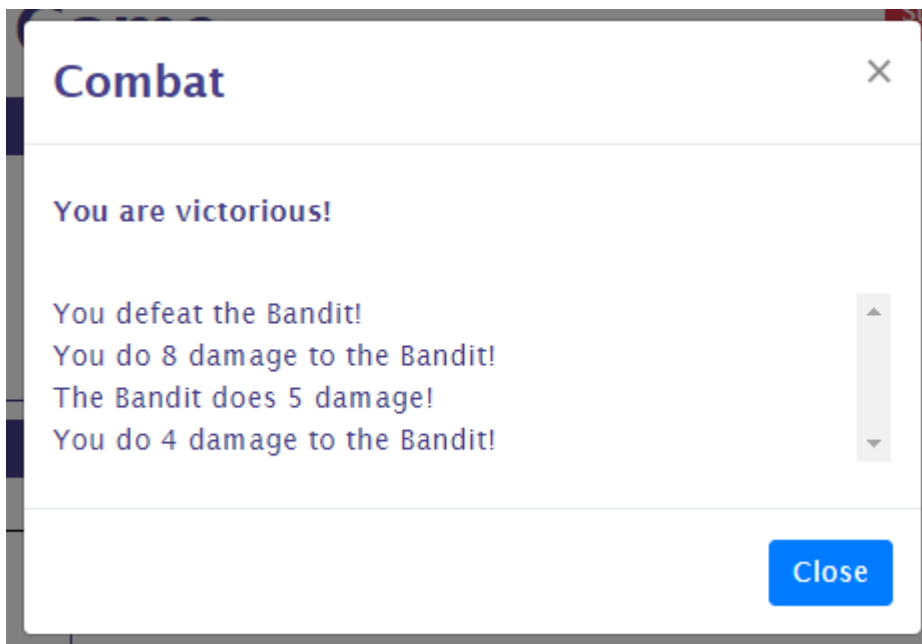 Combat
×
You are victorious!
You defeat the Bandit!
You do 8 damage to the Bandit!
The Bandit does 5 damage!
You do 4 damage to the Bandit!
Close